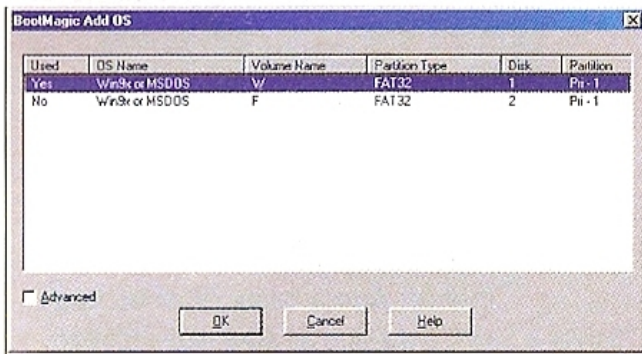 BootMagic Add OS
Used OS Name Volume Name Partition Type Disk Partition
Yes Win9x or MSDOS W FAT32 1 Pri - 1
No Win9x or MSDOS F FAT32 2 Pri - 1
Advanced
OK Cancel Help